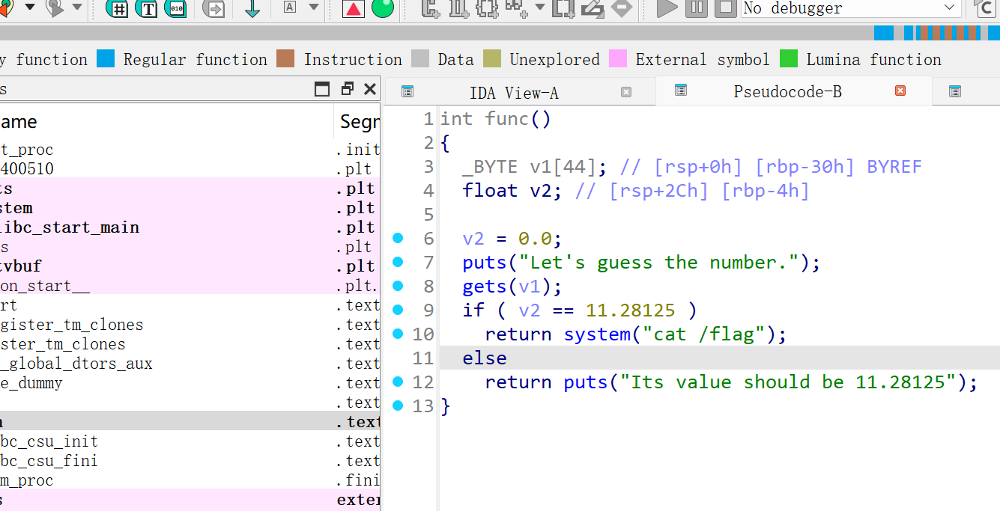 No debugger
y function Regular function Instruction Data Unexplored External symbol Lumina function
s
IDA View-A Pseudocode-B
ame Segr
t_proc .init
400510 .plt
ts .plt
stem .plt
libc_start_main .plt
s .plt
tvbuf .plt
on_start__ .plt.
rt .text
gister_tm_clones .text
ster_tm_clones .text
_global_dtors_aux .text
e_dummy .text
.text
n .text
bc_csu_init .text
bc_csu_fini .text
m_proc .fini
s exter
1 int func()
2 {
3 _BYTE v1[44]; // [rsp+0h] [rbp-30h] BYREF
4 float v2; // [rsp+2Ch] [rbp-4h]
5
6 v2 = 0.0;
7 puts("Let's guess the number.");
8 gets(v1);
9 if ( v2 == 11.28125 )
10 return system("cat /flag");
11 else
12 return puts("Its value should be 11.28125");
13 }